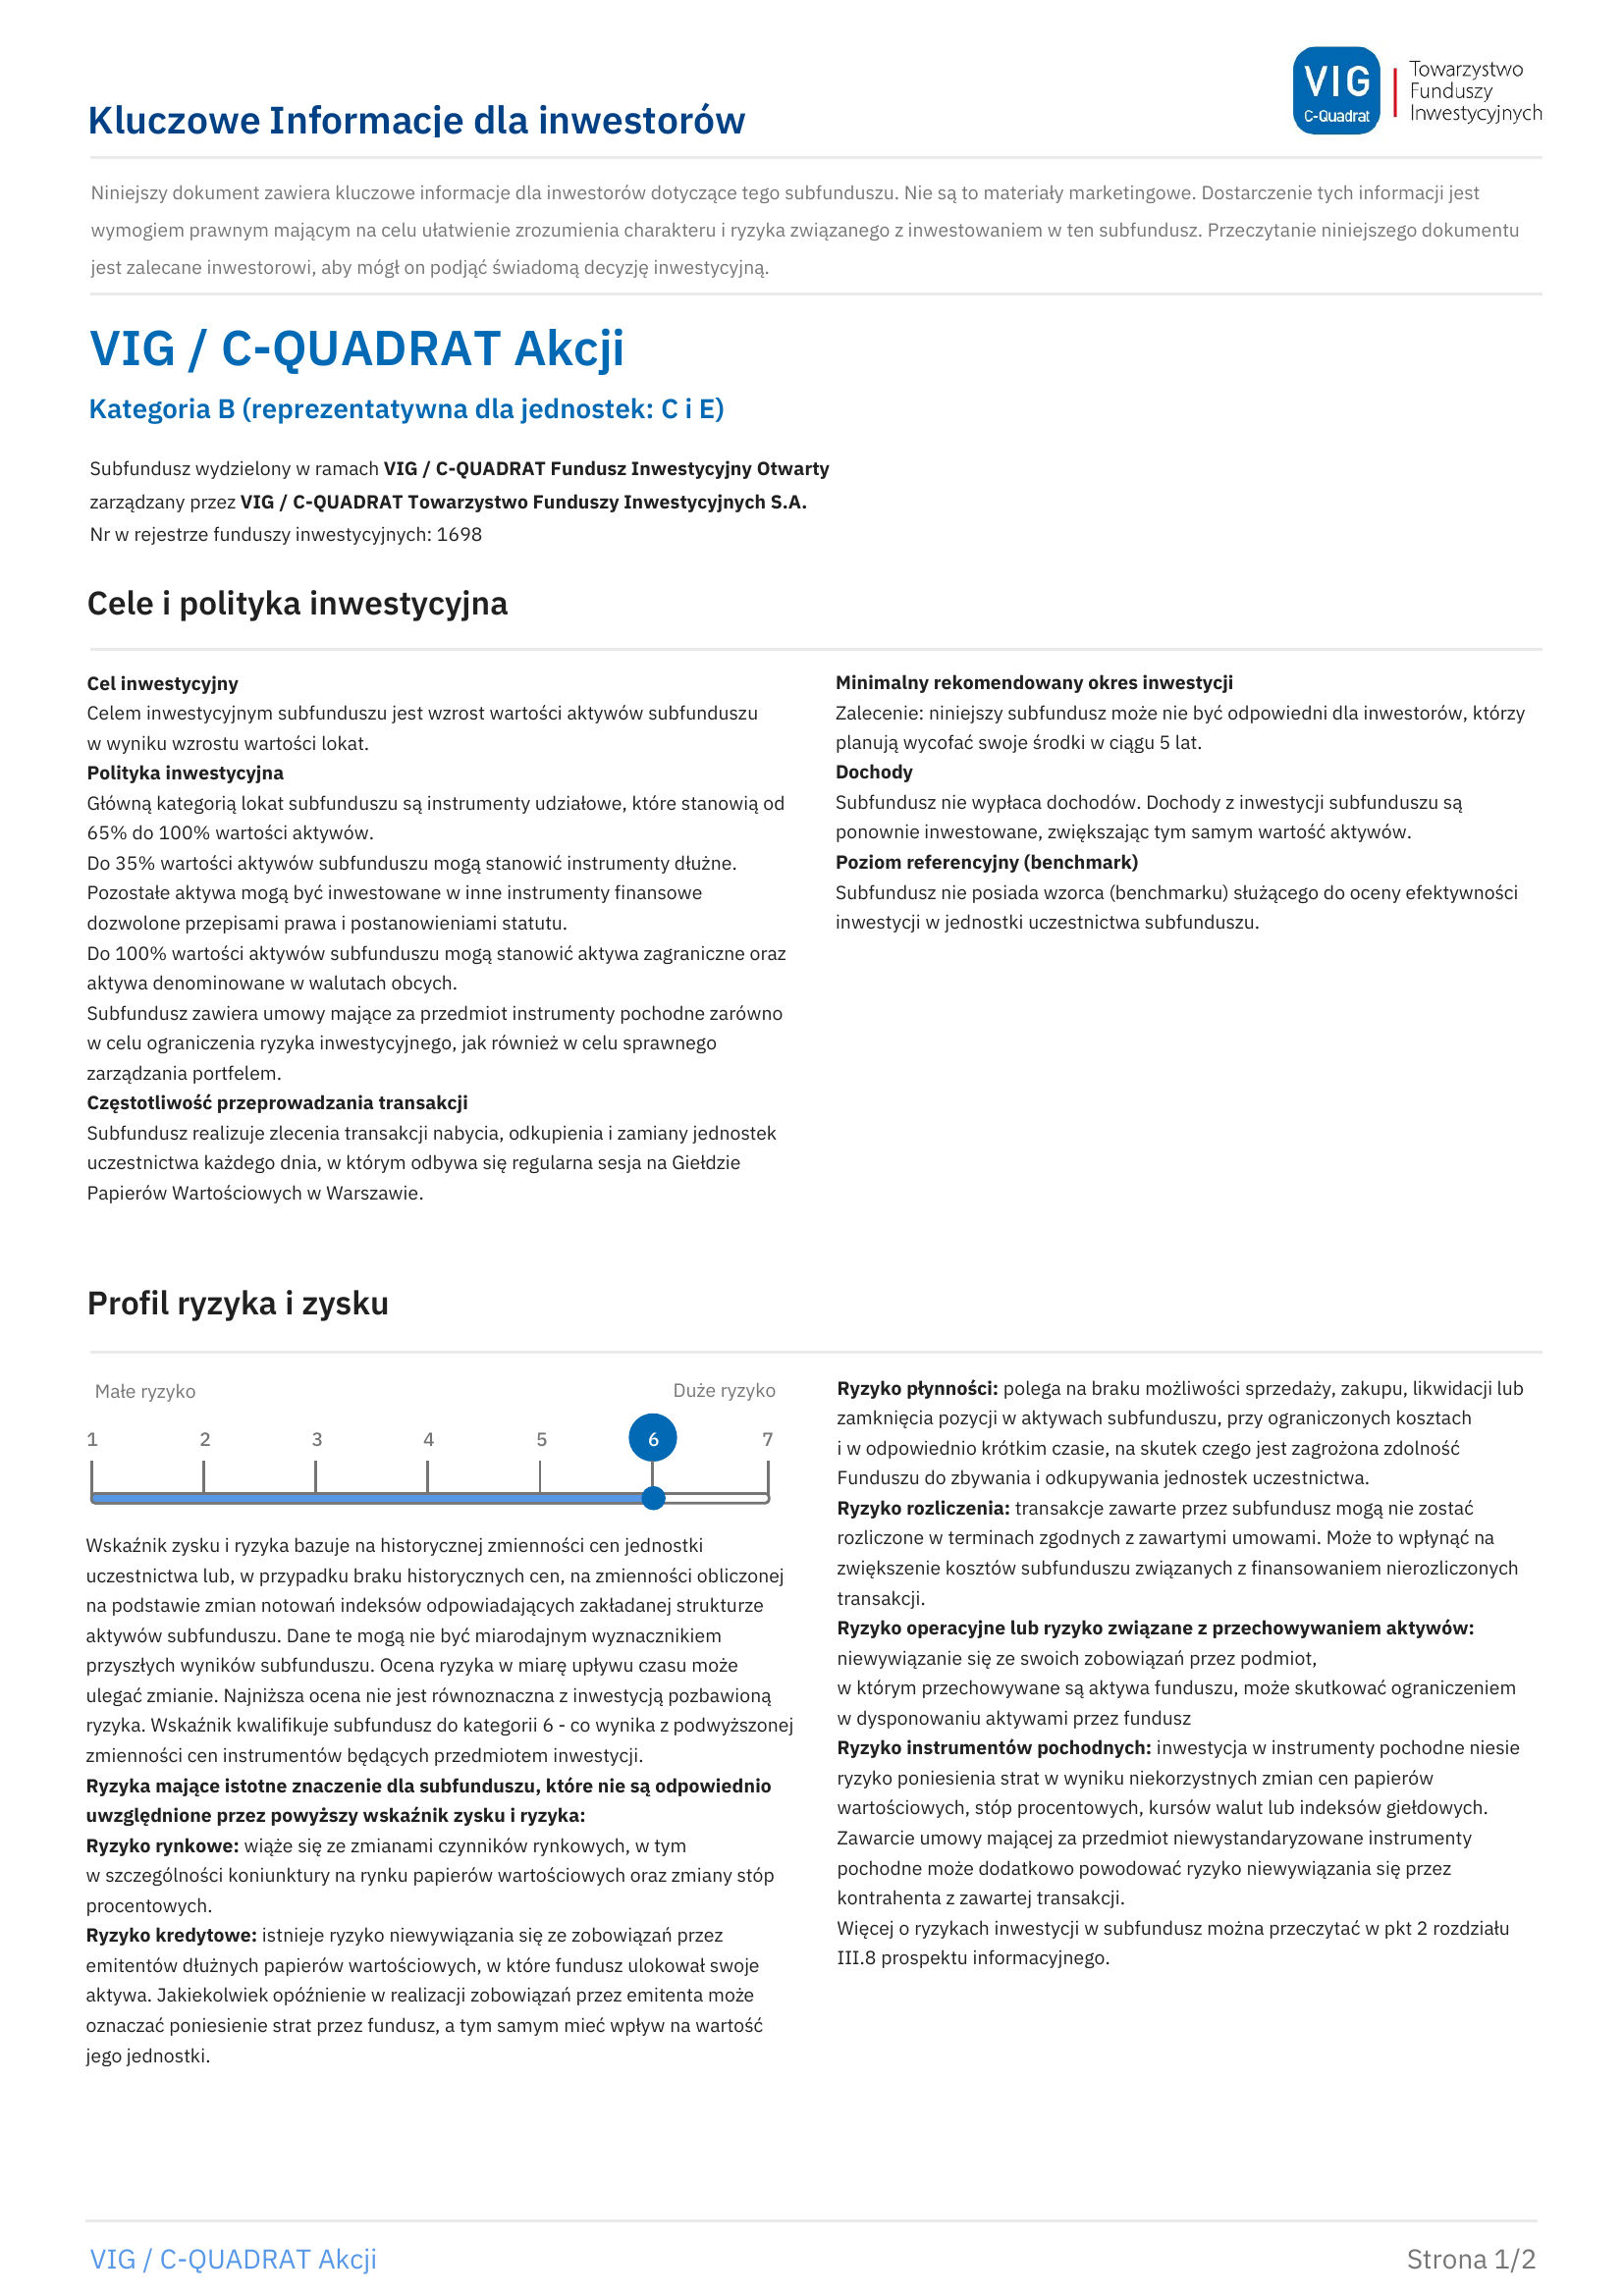 VIG
C-Quadrat
Towarzystwo
Funduszy
Inwestycyjnych
Kluczowe Informacje dla inwestorów
Niniejszy dokument zawiera kluczowe informacje dla inwestorów dotyczące tego subfunduszu. Nie są to materiały marketingowe. Dostarczenie tych informacji jest
wymogiem prawnym mającym na celu ułatwienie zrozumienia charakteru i ryzyka związanego z inwestowaniem w ten subfundusz. Przeczytanie niniejszego dokumentu
jest zalecane inwestorowi, aby mógł on podjąć świadomą decyzję inwestycyjną.
VIG / C-QUADRAT Akcji
Kategoria B (reprezentatywna dla jednostek: C i E)
Subfundusz wydzielony w ramach VIG / C-QUADRAT Fundusz Inwestycyjny Otwarty
zarządzany przez VIG / C-QUADRAT Towarzystwo Funduszy Inwestycyjnych S.A.
Nr w rejestrze funduszy inwestycyjnych: 1698
Cele i polityka inwestycyjna
Cel inwestycyjny
Celem inwestycyjnym subfunduszu jest wzrost wartości aktywów subfunduszu
w wyniku wzrostu wartości lokat.
Polityka inwestycyjna
Główną kategorią lokat subfunduszu są instrumenty udziałowe, które stanowią od
65% do 100% wartości aktywów.
Do 35% wartości aktywów subfunduszu mogą stanowić instrumenty dłużne.
Pozostałe aktywa mogą być inwestowane w inne instrumenty finansowe
dozwolone przepisami prawa i postanowieniami statutu.
Do 100% wartości aktywów subfunduszu mogą stanowić aktywa zagraniczne oraz
aktywa denominowane w walutach obcych.
Subfundusz zawiera umowy mające za przedmiot instrumenty pochodne zarówno
w celu ograniczenia ryzyka inwestycyjnego, jak również w celu sprawnego
zarządzania portfelem.
Częstotliwość przeprowadzania transakcji
Subfundusz realizuje zlecenia transakcji nabycia, odkupienia i zamiany jednostek
uczestnictwa każdego dnia, w którym odbywa się regularna sesja na Giełdzie
Papierów Wartościowych w Warszawie.
Minimalny rekomendowany okres inwestycji
Zalecenie: niniejszy subfundusz może nie być odpowiedni dla inwestorów, którzy
planują wycofać swoje środki w ciągu 5 lat.
Dochody
Subfundusz nie wypłaca dochodów. Dochody z inwestycji subfunduszu są
ponownie inwestowane, zwiększając tym samym wartość aktywów.
Poziom referencyjny (benchmark)
Subfundusz nie posiada wzorca (benchmarku) służącego do oceny efektywności
inwestycji w jednostki uczestnictwa subfunduszu.
Profil ryzyka i zysku
Małe ryzyko Duże ryzyko
1 2 3 4 5 6 7
Wskaźnik zysku i ryzyka bazuje na historycznej zmienności cen jednostki
uczestnictwa lub, w przypadku braku historycznych cen, na zmienności obliczonej
na podstawie zmian notowań indeksów odpowiadających zakładanej strukturze
aktywów subfunduszu. Dane te mogą nie być miarodajnym wyznacznikiem
przyszłych wyników subfunduszu. Ocena ryzyka w miarę upływu czasu może
ulegać zmianie. Najniższa ocena nie jest równoznaczna z inwestycją pozbawioną
ryzyka. Wskaźnik kwalifikuje subfundusz do kategorii 6 - co wynika z podwyższonej
zmienności cen instrumentów będących przedmiotem inwestycji.
Ryzyka mające istotne znaczenie dla subfunduszu, które nie są odpowiednio
uwzględnione przez powyższy wskaźnik zysku i ryzyka:
Ryzyko rynkowe: wiąże się ze zmianami czynników rynkowych, w tym
w szczególności koniunktury na rynku papierów wartościowych oraz zmiany stóp
procentowych.
Ryzyko kredytowe: istnieje ryzyko niewywiązania się ze zobowiązań przez
emitentów dłużnych papierów wartościowych, w które fundusz ulokował swoje
aktywa. Jakiekolwiek opóźnienie w realizacji zobowiązań przez emitenta może
oznaczać poniesienie strat przez fundusz, a tym samym mieć wpływ na wartość
jego jednostki.
Ryzyko płynności: polega na braku możliwości sprzedaży, zakupu, likwidacji lub
zamknięcia pozycji w aktywach subfunduszu, przy ograniczonych kosztach
i w odpowiednio krótkim czasie, na skutek czego jest zagrożona zdolność
Funduszu do zbywania i odkupywania jednostek uczestnictwa.
Ryzyko rozliczenia: transakcje zawarte przez subfundusz mogą nie zostać
rozliczone w terminach zgodnych z zawartymi umowami. Może to wpłynąć na
zwiększenie kosztów subfunduszu związanych z finansowaniem nierozliczonych
transakcji.
Ryzyko operacyjne lub ryzyko związane z przechowywaniem aktywów:
niewywiązanie się ze swoich zobowiązań przez podmiot,
w którym przechowywane są aktywa funduszu, może skutkować ograniczeniem
w dysponowaniu aktywami przez fundusz
Ryzyko instrumentów pochodnych: inwestycja w instrumenty pochodne niesie
ryzyko poniesienia strat w wyniku niekorzystnych zmian cen papierów
wartościowych, stóp procentowych, kursów walut lub indeksów giełdowych.
Zawarcie umowy mającej za przedmiot niewystandaryzowane instrumenty
pochodne może dodatkowo powodować ryzyko niewywiązania się przez
kontrahenta z zawartej transakcji.
Więcej o ryzykach inwestycji w subfundusz można przeczytać w pkt 2 rozdziału
III.8 prospektu informacyjnego.
VIG / C-QUADRAT Akcji
Strona 1/2